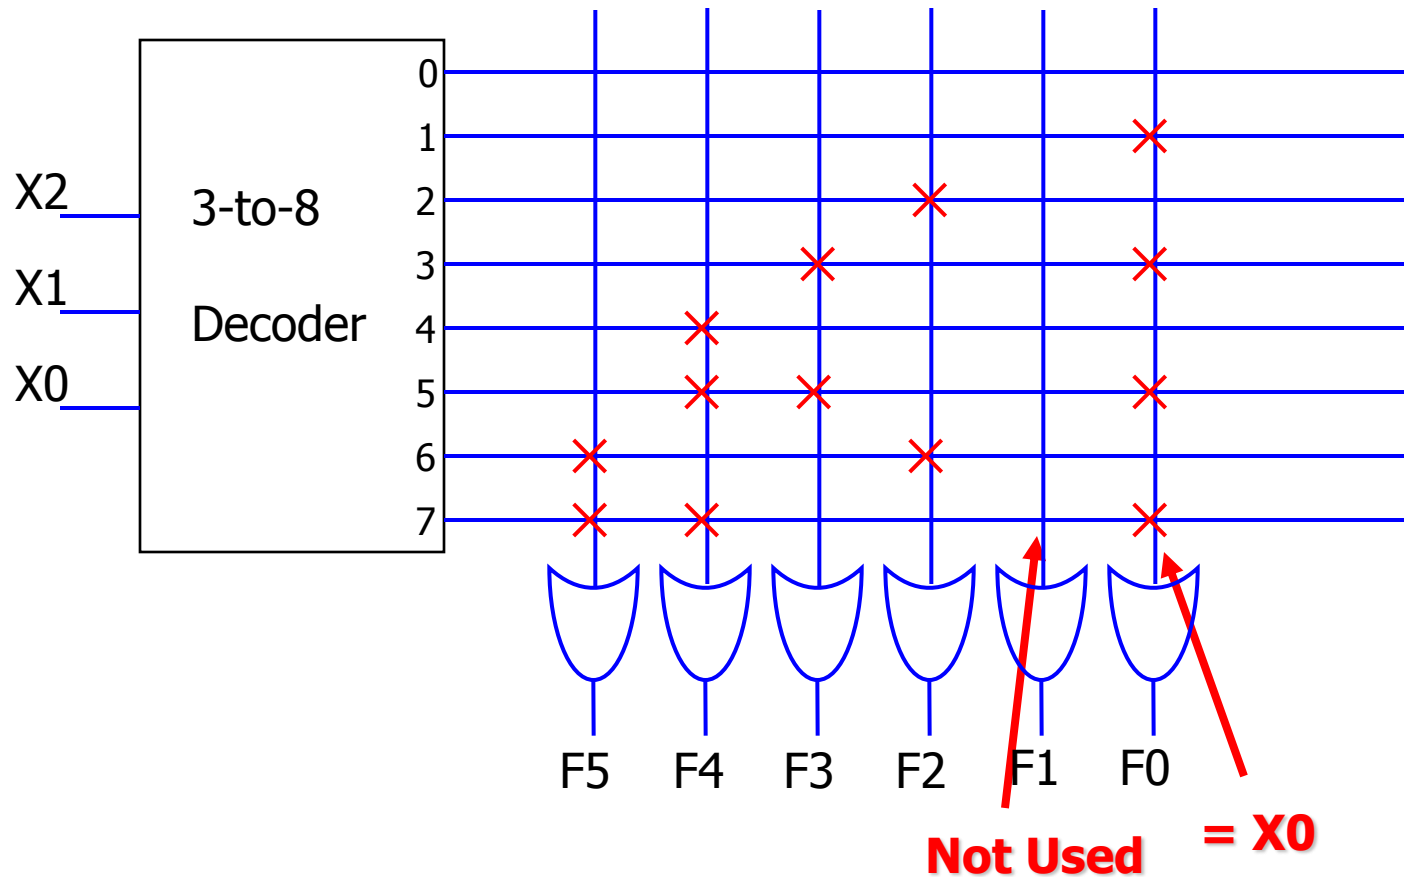 0
1
X2
3-to-8
2
X1
3
Decoder
4
X0
5
6
7
F5 F4 F3 F2 F1 F0
= X0
Not Used